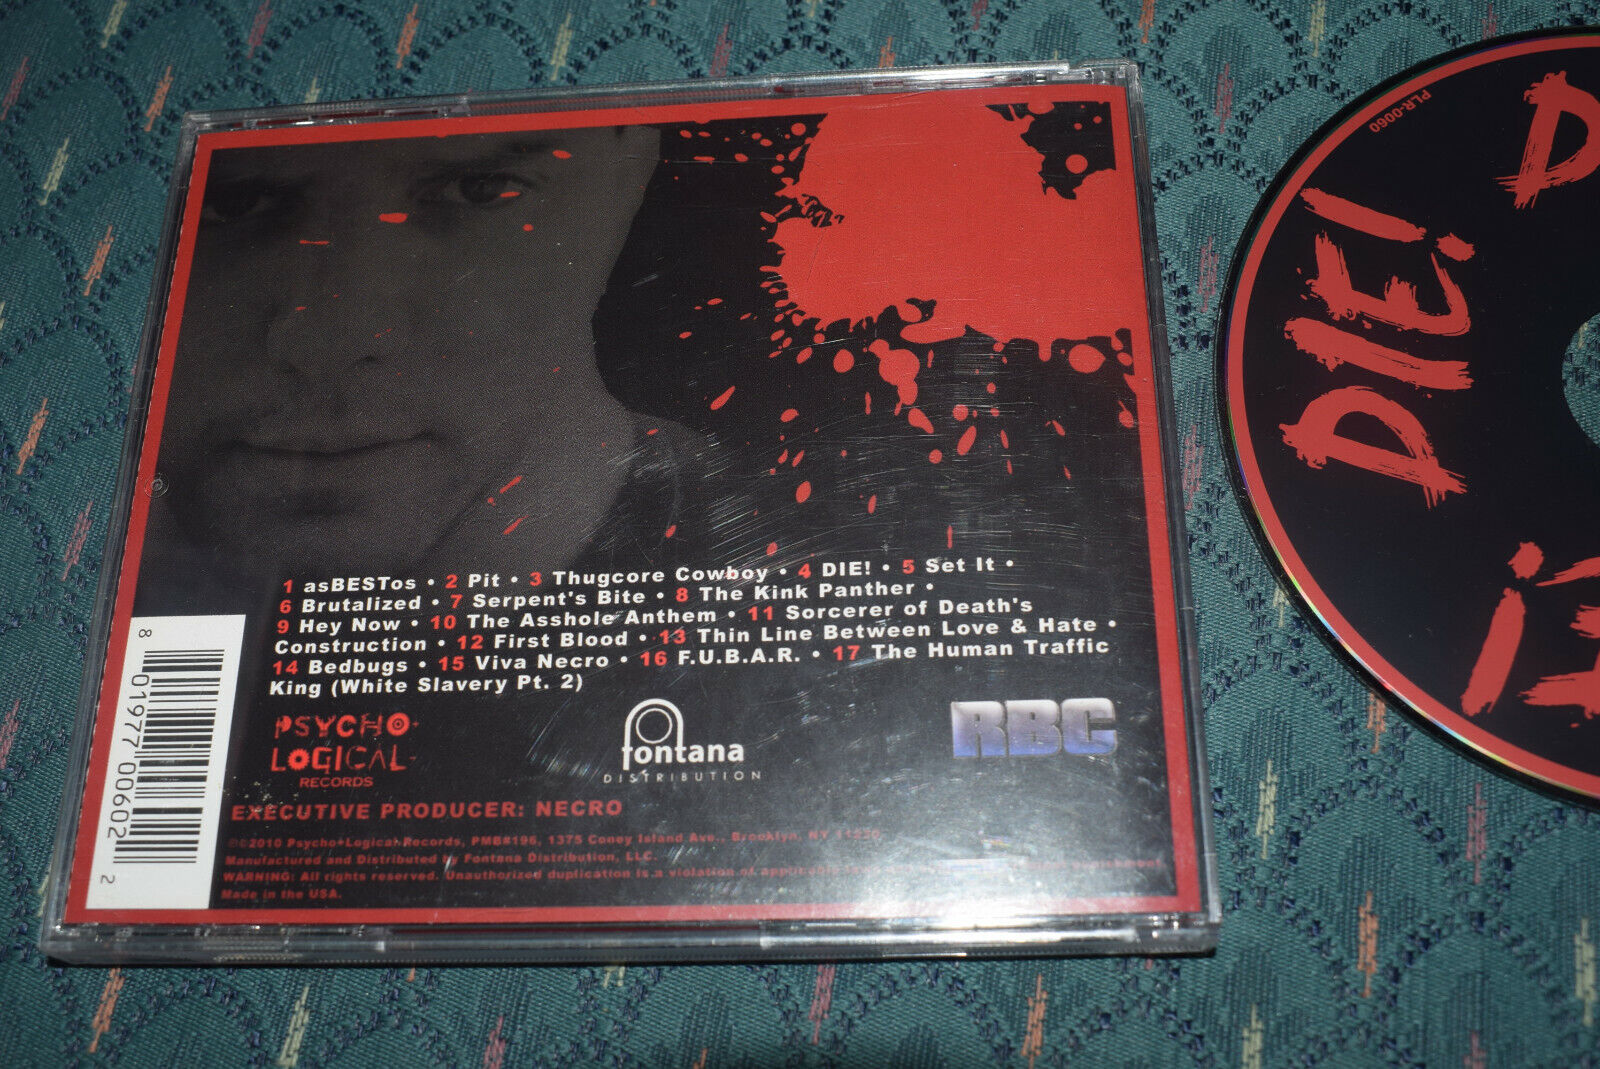 1 asBESTos • 2 Pit • 3 Thugcore Cowboy • 4 DIE! • 5 Set It •
6 Brutalized • 7 Serpent's Bite • 8 The Kink Panther •
9 Hey Now • 10 The Asshole Anthem • 11 Sorcerer of Death's
Construction • 12 First Blood • 13 Thin Line Between Love & Hate •
14 Bedbugs • 15 Viva Necro • 16 F.U.B.A.R. • 17 The Human Traffic
King (White Slavery Pt. 2)
PSYCHO+
LOGICAL-
RECORDS
fontana
DISTRIBUTION
RBC
EXECUTIVE PRODUCER: NECRO
℗©2010 Psycho+Logical-Records, PMB#196, 1375 Coney Island Ave., Brooklyn, NY
Manufactured and Distributed by Fontana Distribution, LLC.
WARNING: All rights reserved. Unauthorized duplication is a violation of applicable
Made in the USA.
8 01977 00602 2
PLR-0060
DIE!
D